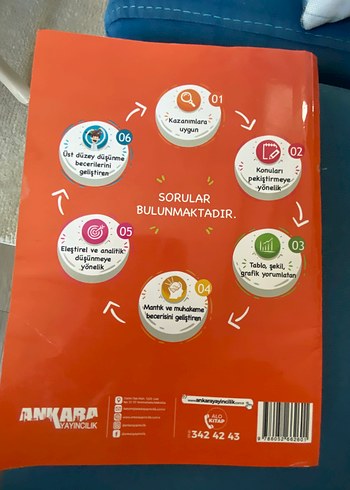 01
Kazanımlara
uygun
02
Konuları
pekiştirmeye
yönelik
03
Tablo, şekil,
grafik yorumlatan
04
Mantık ve muhakeme
becerisini geliştiren
05
Eleştirel ve analitik
düşünmeye
yönelik
06
Üst düzey düşünme
becerilerini
geliştiren
SORULAR
BULUNMAKTADIR.
ANKARA
YAYINCILIK
www.ankarayayincilik.com.tr
ALO
KİTAP
342 42 43